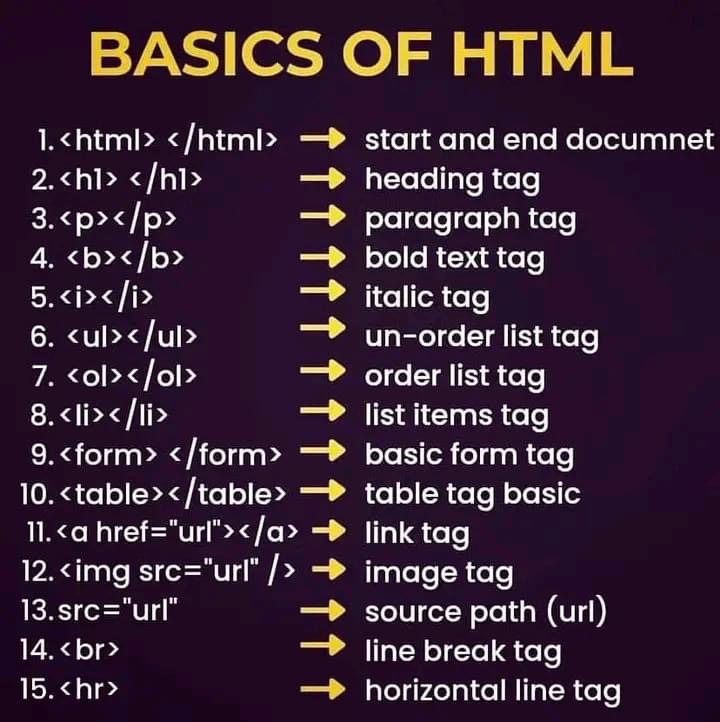 BASICS OF HTML
1. <html> </html> → start and end documnet
2. <h1> </h1> → heading tag
3. <p></p> → paragraph tag
4. <b></b> → bold text tag
5. <i></i> → italic tag
6. <ul></ul> → un-order list tag
7. <ol></ol> → order list tag
8. <li></li> → list items tag
9. <form> </form> → basic form tag
10. <table></table> → table tag basic
11. <a href="url"></a> → link tag
12. <img src="url" /> → image tag
13. src="url" → source path (url)
14. <br> → line break tag
15. <hr> → horizontal line tag